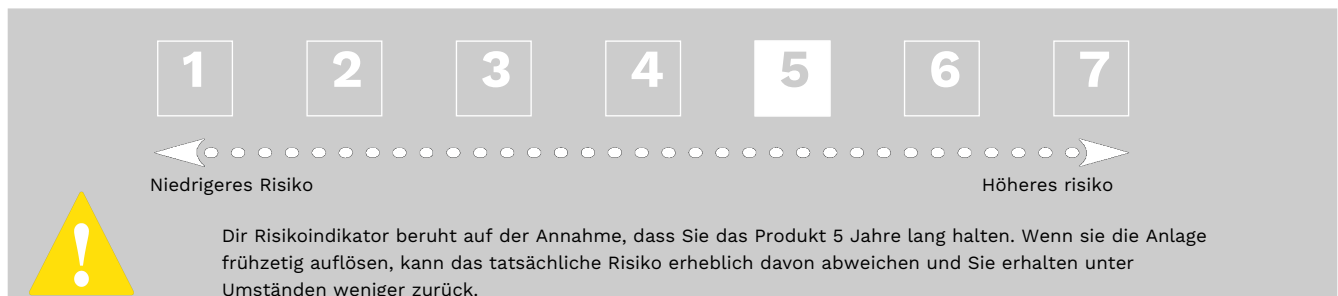 1 2 3 4 5 6 7
Niedrigeres Risiko Höheres risiko
!
Dir Risikoindikator beruht auf der Annahme, dass Sie das Produkt 5 Jahre lang halten. Wenn sie die Anlage
frühzetig auflösen, kann das tatsächliche Risiko erheblich davon abweichen und Sie erhalten unter
Umständen weniger zurück.